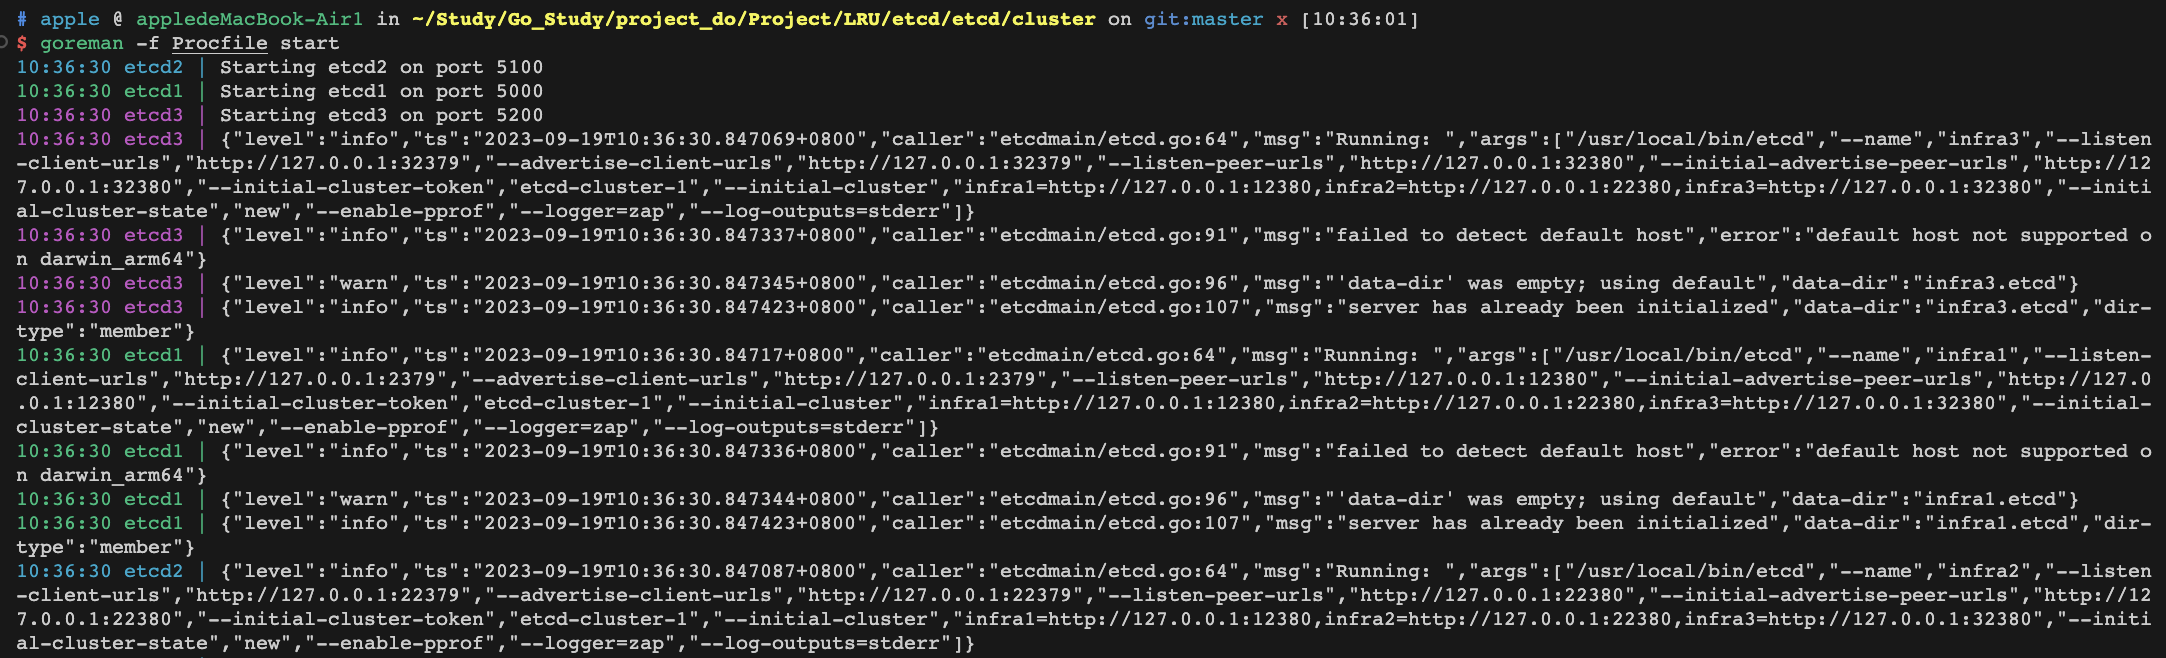 # apple @ appledeMacBook-Air1 in ~/Study/Go_Study/project_do/Project/LRU/etcd/etcd/cluster on git:master x [10:36:01]
$ goreman -f Procfile start
10:36:30 etcd2 | Starting etcd2 on port 5100
10:36:30 etcd1 | Starting etcd1 on port 5000
10:36:30 etcd3 | Starting etcd3 on port 5200
10:36:30 etcd3 | {"level":"info","ts":"2023-09-19T10:36:30.847069+0800","caller":"etcdmain/etcd.go:64","msg":"Running: ","args":["/usr/local/bin/etcd","--name","infra3","--listen
-client-urls","http://127.0.0.1:32379","--advertise-client-urls","http://127.0.0.1:32379","--listen-peer-urls","http://127.0.0.1:32380","--initial-advertise-peer-urls","http://12
7.0.0.1:32380","--initial-cluster-token","etcd-cluster-1","--initial-cluster","infra1=http://127.0.0.1:12380,infra2=http://127.0.0.1:22380,infra3=http://127.0.0.1:32380","--initi
al-cluster-state","new","--enable-pprof","--logger=zap","--log-outputs=stderr"]}
10:36:30 etcd3 | {"level":"info","ts":"2023-09-19T10:36:30.847337+0800","caller":"etcdmain/etcd.go:91","msg":"failed to detect default host","error":"default host not supported o
n darwin_arm64"}
10:36:30 etcd3 | {"level":"warn","ts":"2023-09-19T10:36:30.847345+0800","caller":"etcdmain/etcd.go:96","msg":"'data-dir' was empty; using default","data-dir":"infra3.etcd"}
10:36:30 etcd3 | {"level":"info","ts":"2023-09-19T10:36:30.847423+0800","caller":"etcdmain/etcd.go:107","msg":"server has already been initialized","data-dir":"infra3.etcd","dir-
type":"member"}
10:36:30 etcd1 | {"level":"info","ts":"2023-09-19T10:36:30.84717+0800","caller":"etcdmain/etcd.go:64","msg":"Running: ","args":["/usr/local/bin/etcd","--name","infra1","--listen-
client-urls","http://127.0.0.1:2379","--advertise-client-urls","http://127.0.0.1:2379","--listen-peer-urls","http://127.0.0.1:12380","--initial-advertise-peer-urls","http://127.0
.0.1:12380","--initial-cluster-token","etcd-cluster-1","--initial-cluster","infra1=http://127.0.0.1:12380,infra2=http://127.0.0.1:22380,infra3=http://127.0.0.1:32380","--initial-
cluster-state","new","--enable-pprof","--logger=zap","--log-outputs=stderr"]}
10:36:30 etcd1 | {"level":"info","ts":"2023-09-19T10:36:30.847336+0800","caller":"etcdmain/etcd.go:91","msg":"failed to detect default host","error":"default host not supported o
n darwin_arm64"}
10:36:30 etcd1 | {"level":"warn","ts":"2023-09-19T10:36:30.847344+0800","caller":"etcdmain/etcd.go:96","msg":"'data-dir' was empty; using default","data-dir":"infra1.etcd"}
10:36:30 etcd1 | {"level":"info","ts":"2023-09-19T10:36:30.847423+0800","caller":"etcdmain/etcd.go:107","msg":"server has already been initialized","data-dir":"infra1.etcd","dir-
type":"member"}
10:36:30 etcd2 | {"level":"info","ts":"2023-09-19T10:36:30.847087+0800","caller":"etcdmain/etcd.go:64","msg":"Running: ","args":["/usr/local/bin/etcd","--name","infra2","--listen
-client-urls","http://127.0.0.1:22379","--advertise-client-urls","http://127.0.0.1:22379","--listen-peer-urls","http://127.0.0.1:22380","--initial-advertise-peer-urls","http://12
7.0.0.1:22380","--initial-cluster-token","etcd-cluster-1","--initial-cluster","infra1=http://127.0.0.1:12380,infra2=http://127.0.0.1:22380,infra3=http://127.0.0.1:32380","--initi
al-cluster-state","new","--enable-pprof","--logger=zap","--log-outputs=stderr"]}